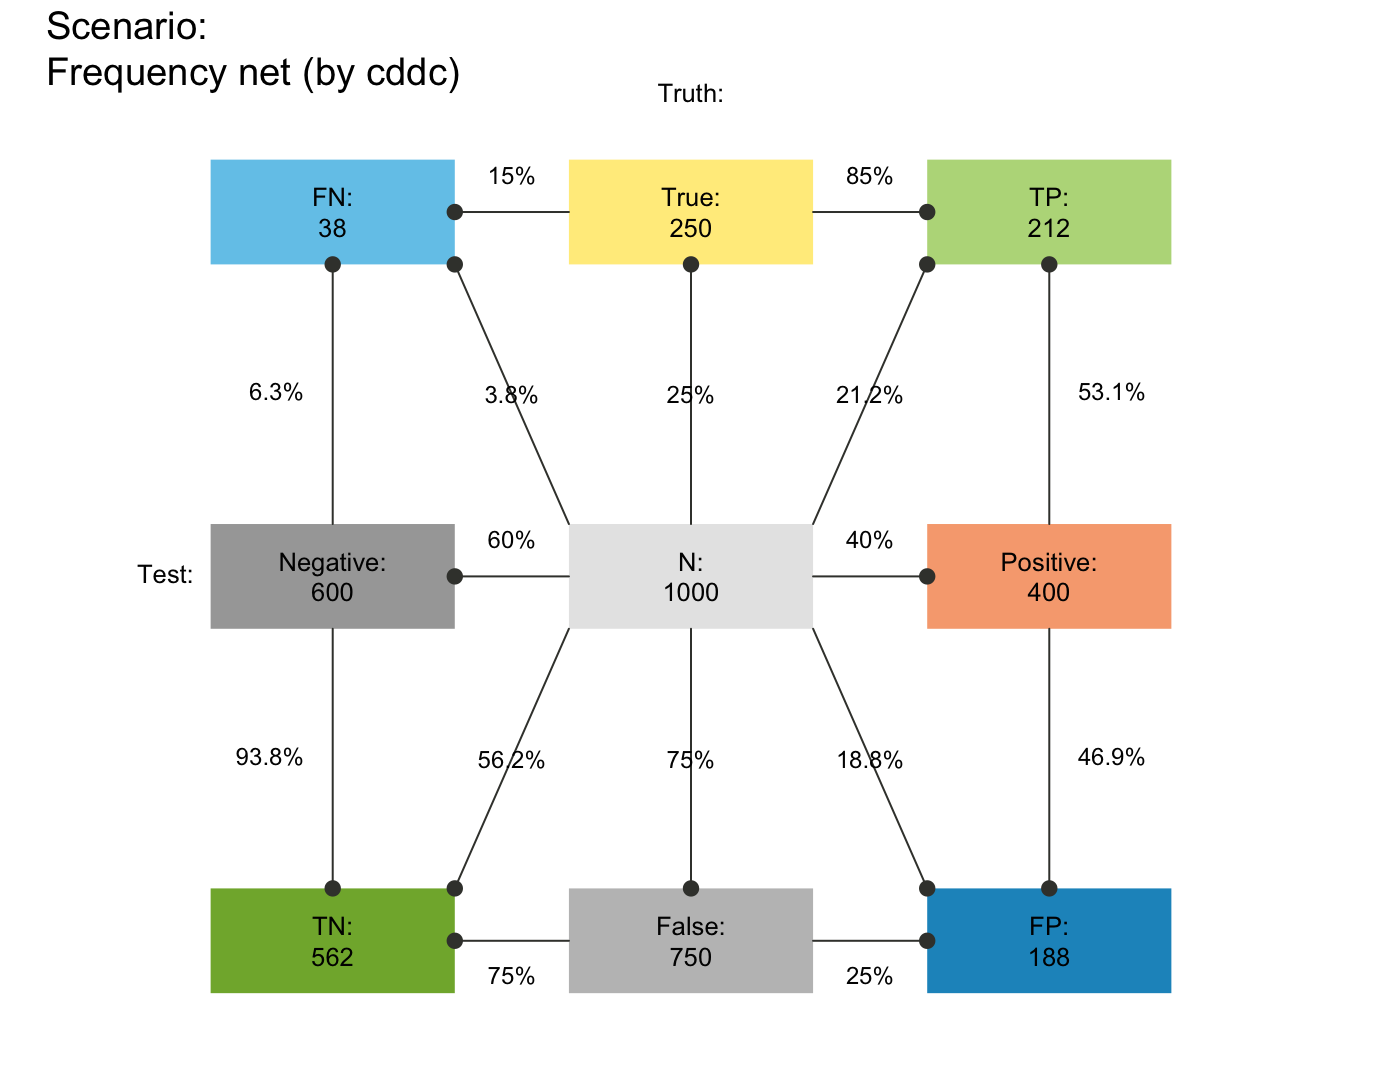 Scenario:
Frequency net (by cddc)
Truth:
15%
85%
FN:
38
True:
250
TP:
212
6.3%
3.8%
25%
21.2%
53.1%
60%
40%
Test:
Negative:
600
N:
1000
Positive:
400
93.8%
56.2%
75%
18.8%
46.9%
TN:
562
False:
750
FP:
188
75%
25%